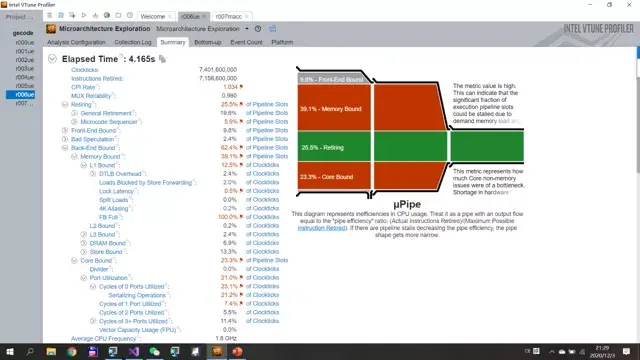 Intel VTune Profiler
Project ...
Welcome × r006ue × r007macc ×
gecode
r001ue
r002ue
r003ue
r004ue
r005ue
r006ue
r007 ...
Microarchitecture Exploration Microarchitecture Exploration
INTEL VTUNE PROFILER
Analysis Configuration Collection Log Summary Bottom-up Event Count Platform
Elapsed Time: 4.165s
Clockticks: 7,401,600,000
Instructions Retired: 7,158,600,000
CPI Rate: 1.034
MUX Reliability: 0.980
Retiring: 25.5% of Pipeline Slots
General Retirement: 19.6% of Pipeline Slots
Microcode Sequencer: 5.9% of Pipeline Slots
Front-End Bound: 9.8% of Pipeline Slots
Bad Speculation: 2.4% of Pipeline Slots
Back-End Bound: 62.4% of Pipeline Slots
Memory Bound: 39.1% of Pipeline Slots
L1 Bound: 12.5% of Clockticks
DTLB Overhead: 2.4% of Clockticks
Loads Blocked by Store Forwarding: 2.0% of Clockticks
Lock Latency: 0.5% of Clockticks
Split Loads: 0.0% of Clockticks
4K Aliasing: 0.2% of Clockticks
FB Full: 100.0% of Clockticks
L2 Bound: 0.2% of Clockticks
L3 Bound: 2.4% of Clockticks
DRAM Bound: 6.9% of Clockticks
Store Bound: 13.3% of Clockticks
Core Bound: 23.3% of Pipeline Slots
Divider: 0.0% of Clockticks
Port Utilization: 21.0% of Clockticks
Cycles of 0 Ports Utilized: 23.1% of Clockticks
Serializing Operations: 21.2% of Clockticks
Cycles of 1 Port Utilized: 7.4% of Clockticks
Cycles of 2 Ports Utilized: 5.5% of Clockticks
Cycles of 3+ Ports Utilized: 11.4% of Clockticks
Vector Capacity Usage (FPU): 0.0%
Average CPU Frequency: 1.8 GHz
9.8% - Front-End Bound
39.1% - Memory Bound
25.5% - Retiring
23.3% - Core Bound
The metric value is high.
This can indicate that the
significant fraction of
execution pipeline slots
could be stalled due to
demand memory load and
This metric represents how
much Core non-memory
issues were of a bottleneck.
Shortage in hardware
µPipe
This diagram represents inefficiencies in CPU usage. Treat it as a pipe with an output flow
equal to the "pipe efficiency" ratio: (Actual Instructions Retired)/(Maximum Possible
Instruction Retired). If there are pipeline stalls decreasing the pipeline efficiency, the pipe
shape gets more narrow.
21:29
2020/12/3